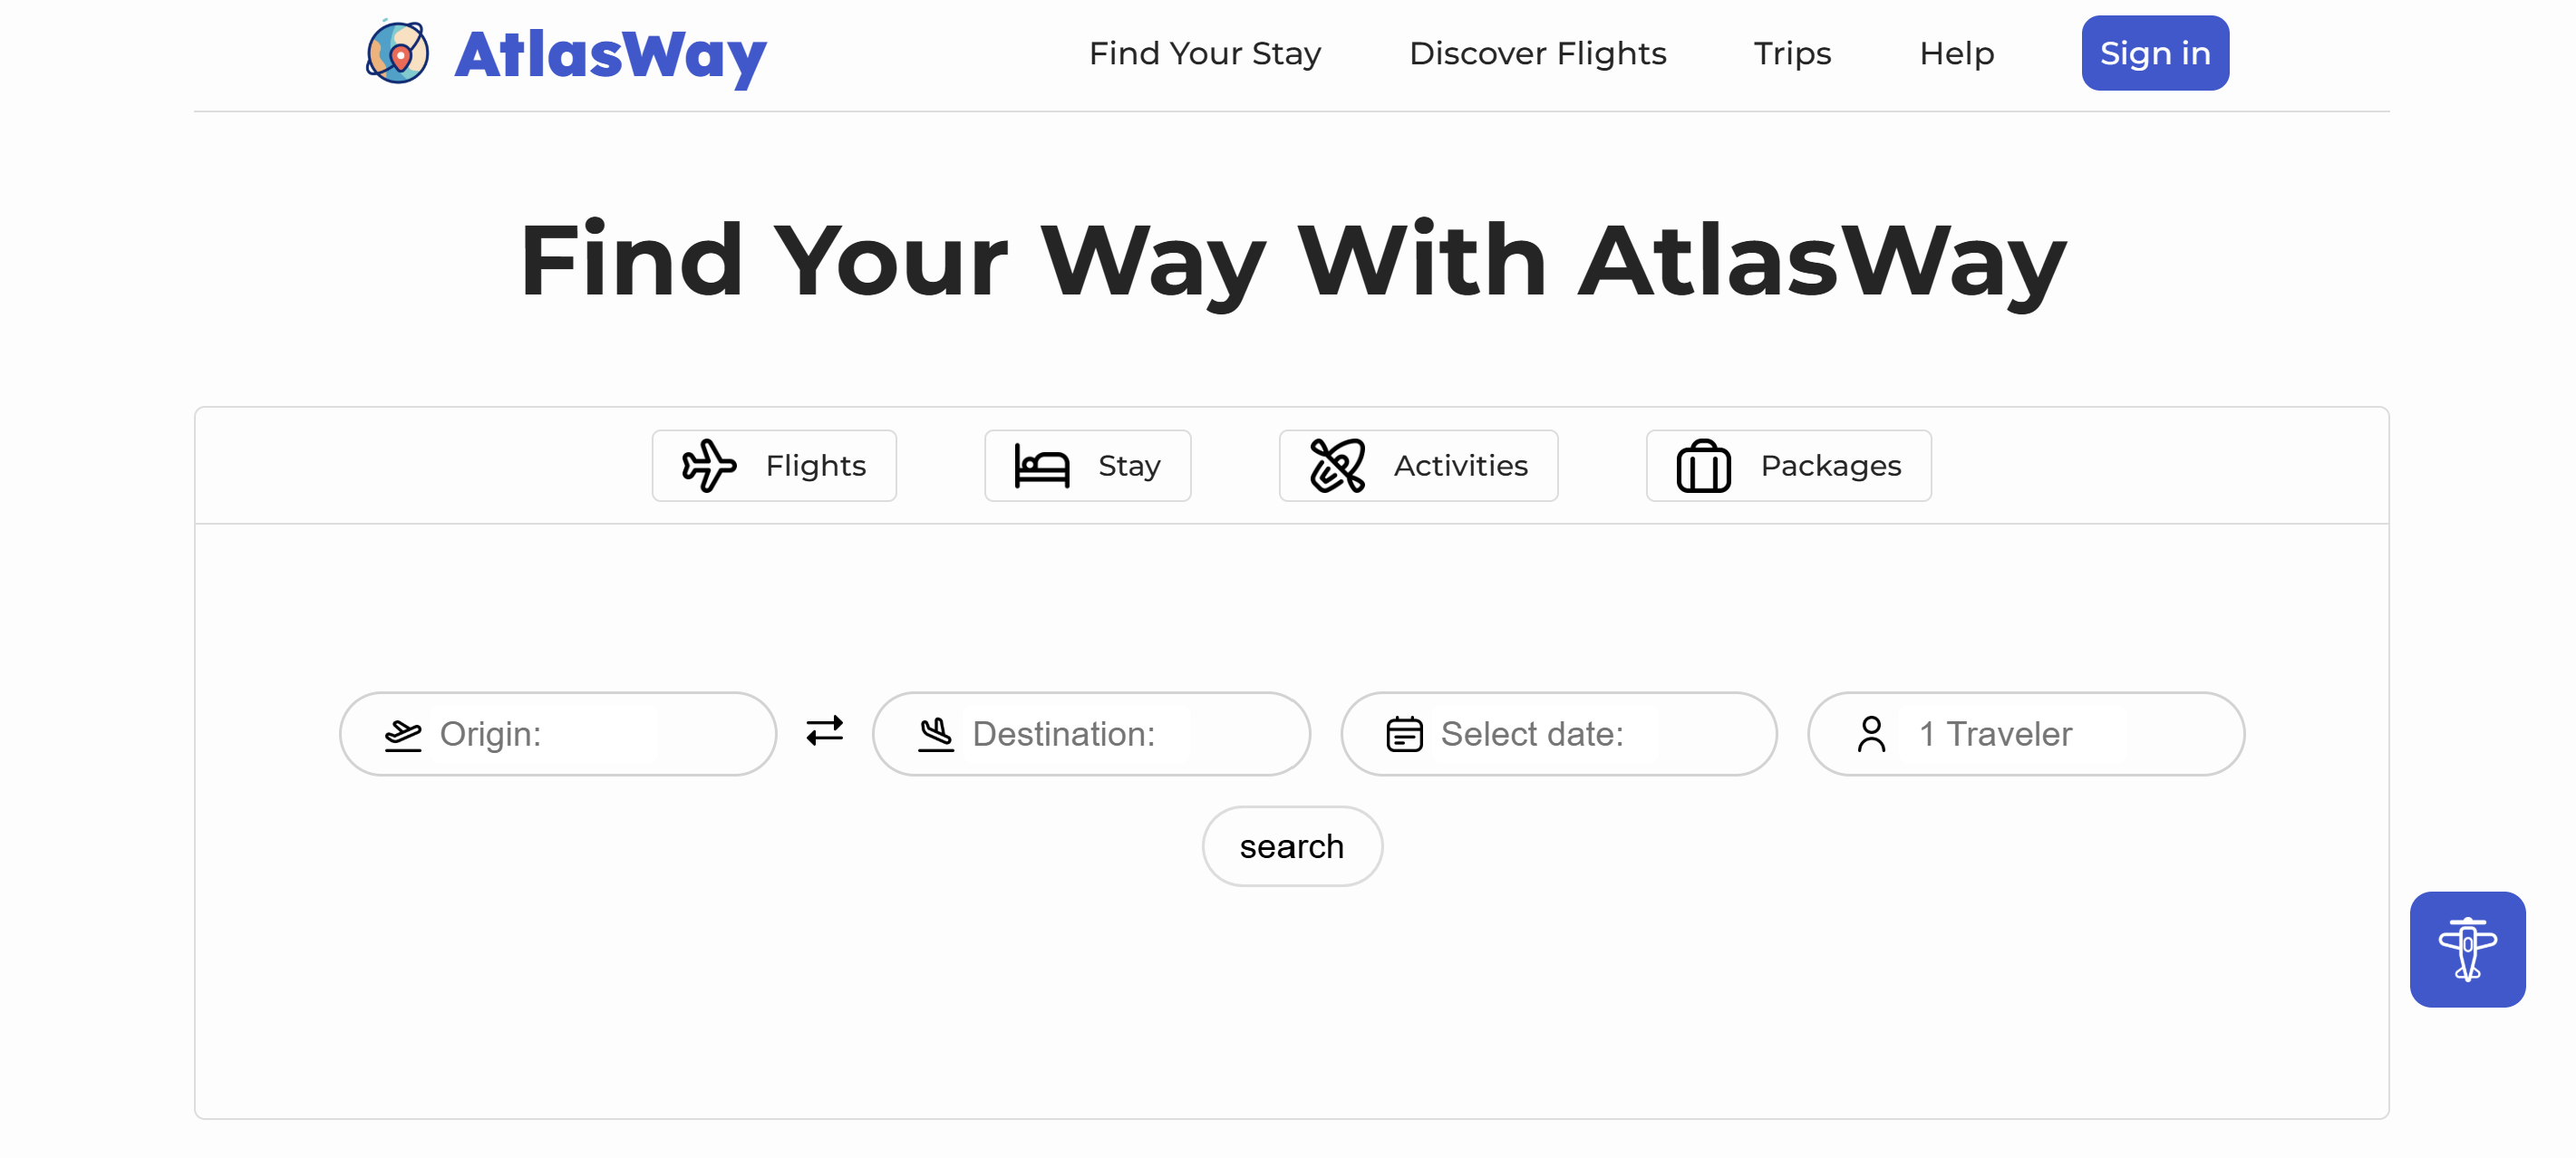 AtlasWay
Find Your Stay
Discover Flights
Trips
Help
Sign in
Find Your Way With AtlasWay
Flights
Stay
Activities
Packages
Origin:
Destination:
Select date:
1 Traveler
search